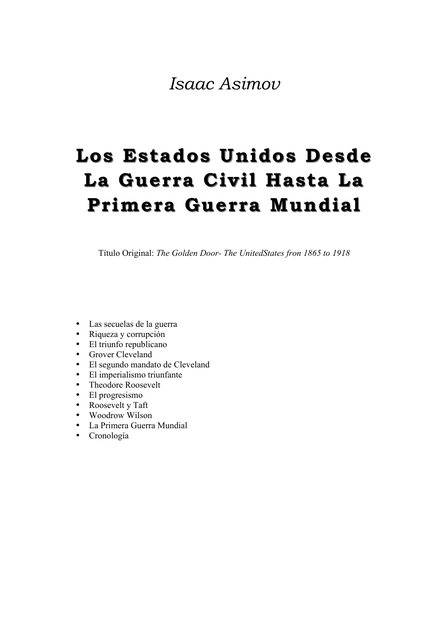 Isaac Asimov
Los Estados Unidos Desde
La Guerra Civil Hasta La
Primera Guerra Mundial
Título Original: The Golden Door- The UnitedStates fron 1865 to 1918
• Las secuelas de la guerra
• Riqueza y corrupción
• El triunfo republicano
• Grover Cleveland
• El segundo mandato de Cleveland
• El imperialismo triunfante
• Theodore Roosevelt
• El progresismo
• Roosevelt y Taft
• Woodrow Wilson
• La Primera Guerra Mundial
• Cronología